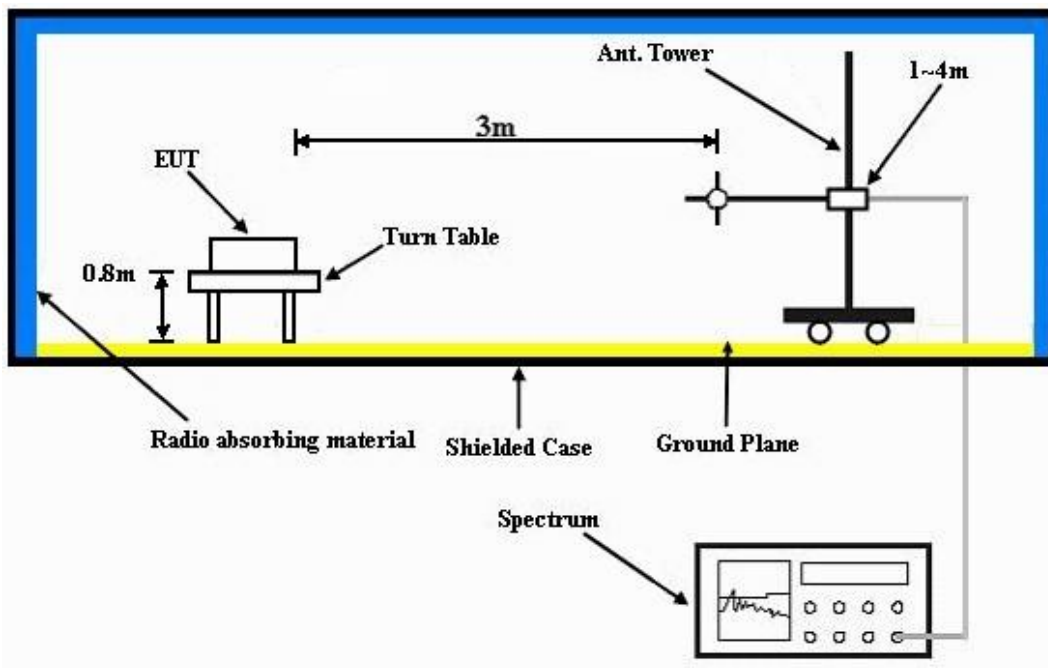 Ant. Tower
1~4m
3m
EUT
Turn Table
0.8m
Radio absorbing material
Shielded Case
Ground Plane
Spectrum